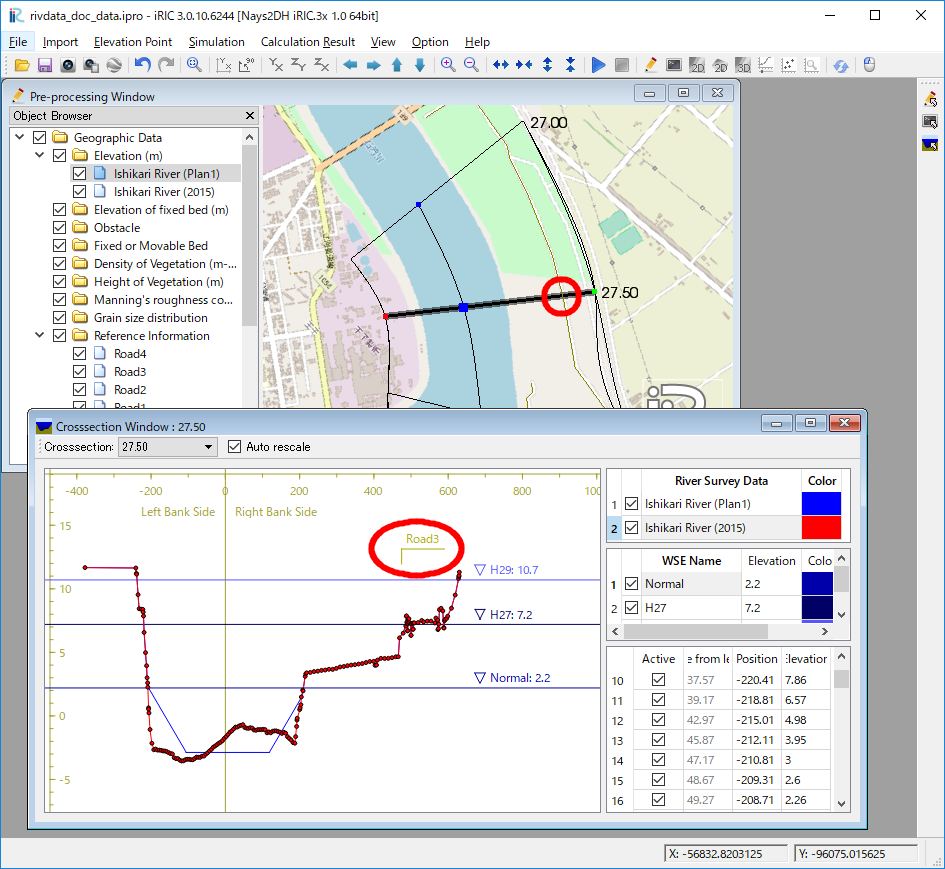 rivdata_doc_data.ipro - iRIC 3.0.10.6244 [Nays2DH iRIC.3x 1.0 64bit]
File Import Elevation Point Simulation Calculation Result View Option Help
Pre-processing Window
Object Browser
Geographic Data
Elevation (m)
Ishikari River (Plan1)
Ishikari River (2015)
Elevation of fixed bed (m)
Obstacle
Fixed or Movable Bed
Density of Vegetation (m-...
Height of Vegetation (m)
Manning's roughness co...
Grain size distribution
Reference Information
Road4
Road3
Road2
Road1
27.00
27.50
Crosssection Window : 27.50
Crosssection: 27.50 Auto rescale
-400 -200 0 200 400 600 800 100
Left Bank Side Right Bank Side
15
10
5
0
-5
Road3
H29: 10.7
H27: 7.2
Normal: 2.2
River Survey Data Color
1 Ishikari River (Plan1)
2 Ishikari River (2015)
WSE Name Elevation Colo
1 Normal 2.2
2 H27 7.2
Active e from le Position Elevation
10 37.57 -220.41 7.86
11 39.17 -218.81 6.57
12 42.97 -215.01 4.98
13 45.87 -212.11 3.95
14 47.17 -210.81 3
15 48.67 -209.31 2.6
16 49.27 -208.71 2.26
X: -56832.8203125 Y: -96075.015625